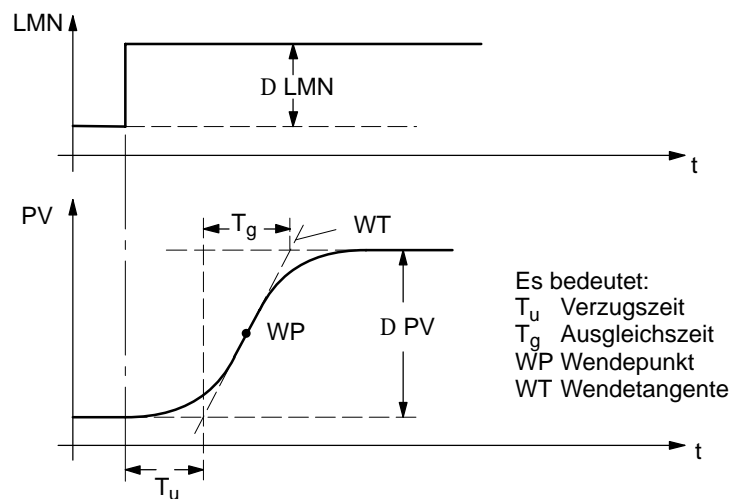 LMN
D LMN
t
PV
Tg
WT
WP
D PV
Es bedeutet:
Tu Verzugszeit
Tg Ausgleichszeit
WP Wendepunkt
WT Wendetangente
t
Tu